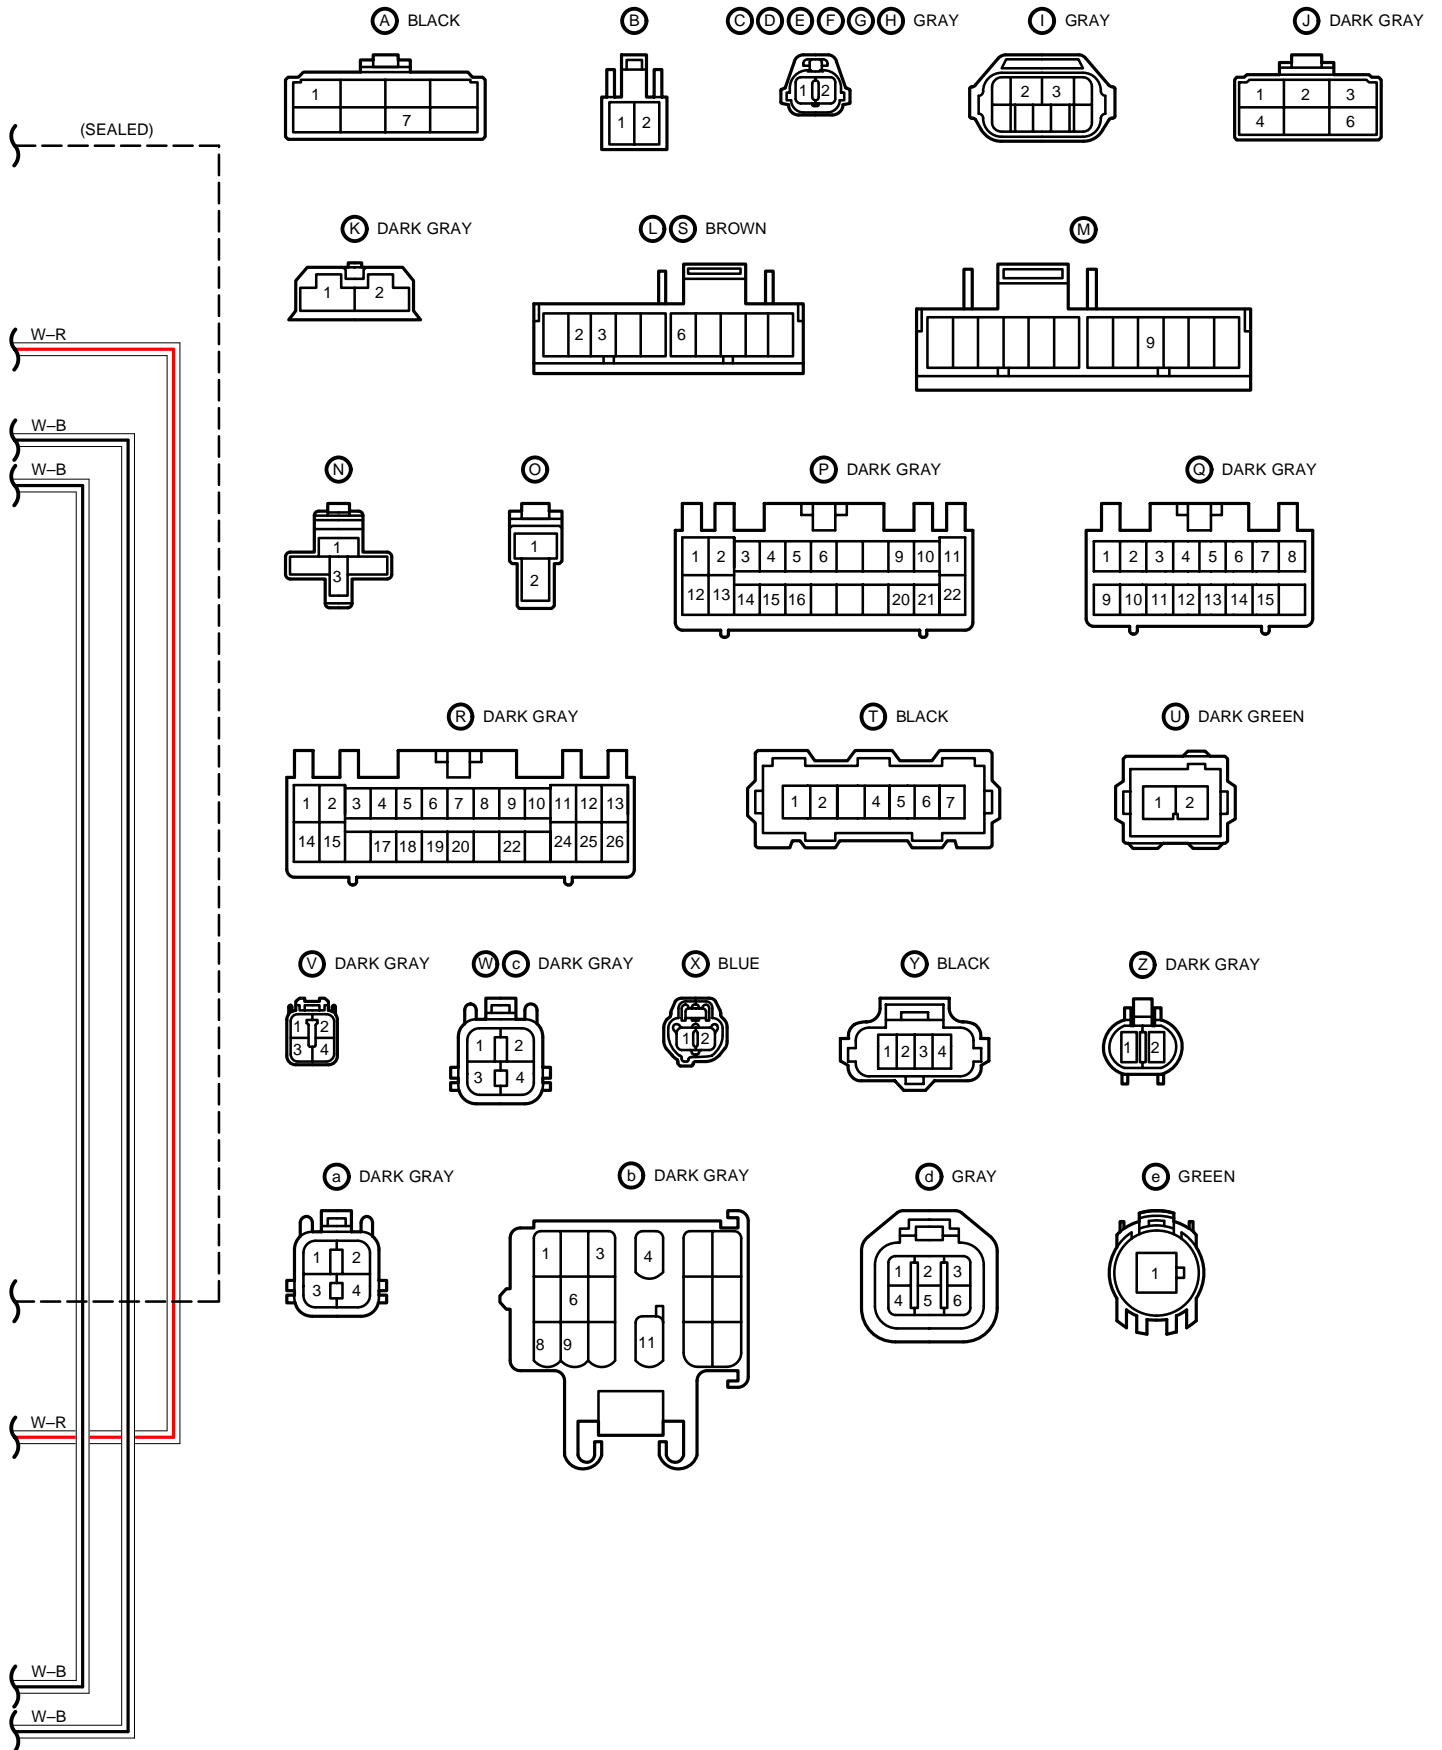 A BLACK
B
C D E F G H GRAY
I GRAY
J DARK GRAY
1
7
1 2
1 2
2 3
1 2 3
4 6
(SEALED)
K DARK GRAY
L S BROWN
M
1 2
2 3 6
9
W–R
W–B
W–B
N
O
P DARK GRAY
Q DARK GRAY
1
3
1
2
1 2 3 4 5 6 9 10 11
12 13 14 15 16 20 21 22
1 2 3 4 5 6 7 8
9 10 11 12 13 14 15
R DARK GRAY
T BLACK
U DARK GREEN
1 2 3 4 5 6 7 8 9 10 11 12 13
14 15 17 18 19 20 22 24 25 26
1 2 4 5 6 7
1 2
V DARK GRAY
W c DARK GRAY
X BLUE
Y BLACK
Z DARK GRAY
1 2
3 4
1 2
3 4
1 2
1 2 3 4
1 2
a DARK GRAY
b DARK GRAY
d GRAY
e GREEN
1 2
3 4
1 3 4
6
8 9 11
1 2 3
4 5 6
1
W–R
W–B
W–B